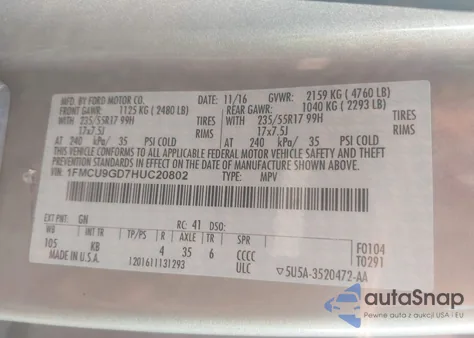 MFD. BY FORD MOTOR CO. DATE: 11/16 GVWR: 2159 KG ( 4760 LB)
FRONT GAWR: 1125 KG ( 2480 LB) REAR GAWR: 1040 KG ( 2293 LB)
WITH 235/55R17 99H TIRES WITH 235/55R17 99H TIRES
17x7.5J RIMS 17x7.5J RIMS
AT 240 kPa/ 35 PSI COLD AT 240 kPa/ 35 PSI COLD
THIS VEHICLE CONFORMS TO ALL APPLICABLE FEDERAL MOTOR VEHICLE SAFETY AND THEFT
PREVENTION STANDARDS IN EFFECT ON THE DATE OF MANUFACTURE SHOWN ABOVE.
VIN: 1FMCU9GD7HUC20802 TYPE: MPV
EXT PNT: GN RC: 41 DSO:
WB INT TR TP/PS R AXLE TR SPR
105 KB 4 35 6 CCCC F0104
MADE IN U.S.A. 1201611131293 ULC T0291
5U5A-3520472-AA
autoSnap
Pewne auta z aukcji USA i EU